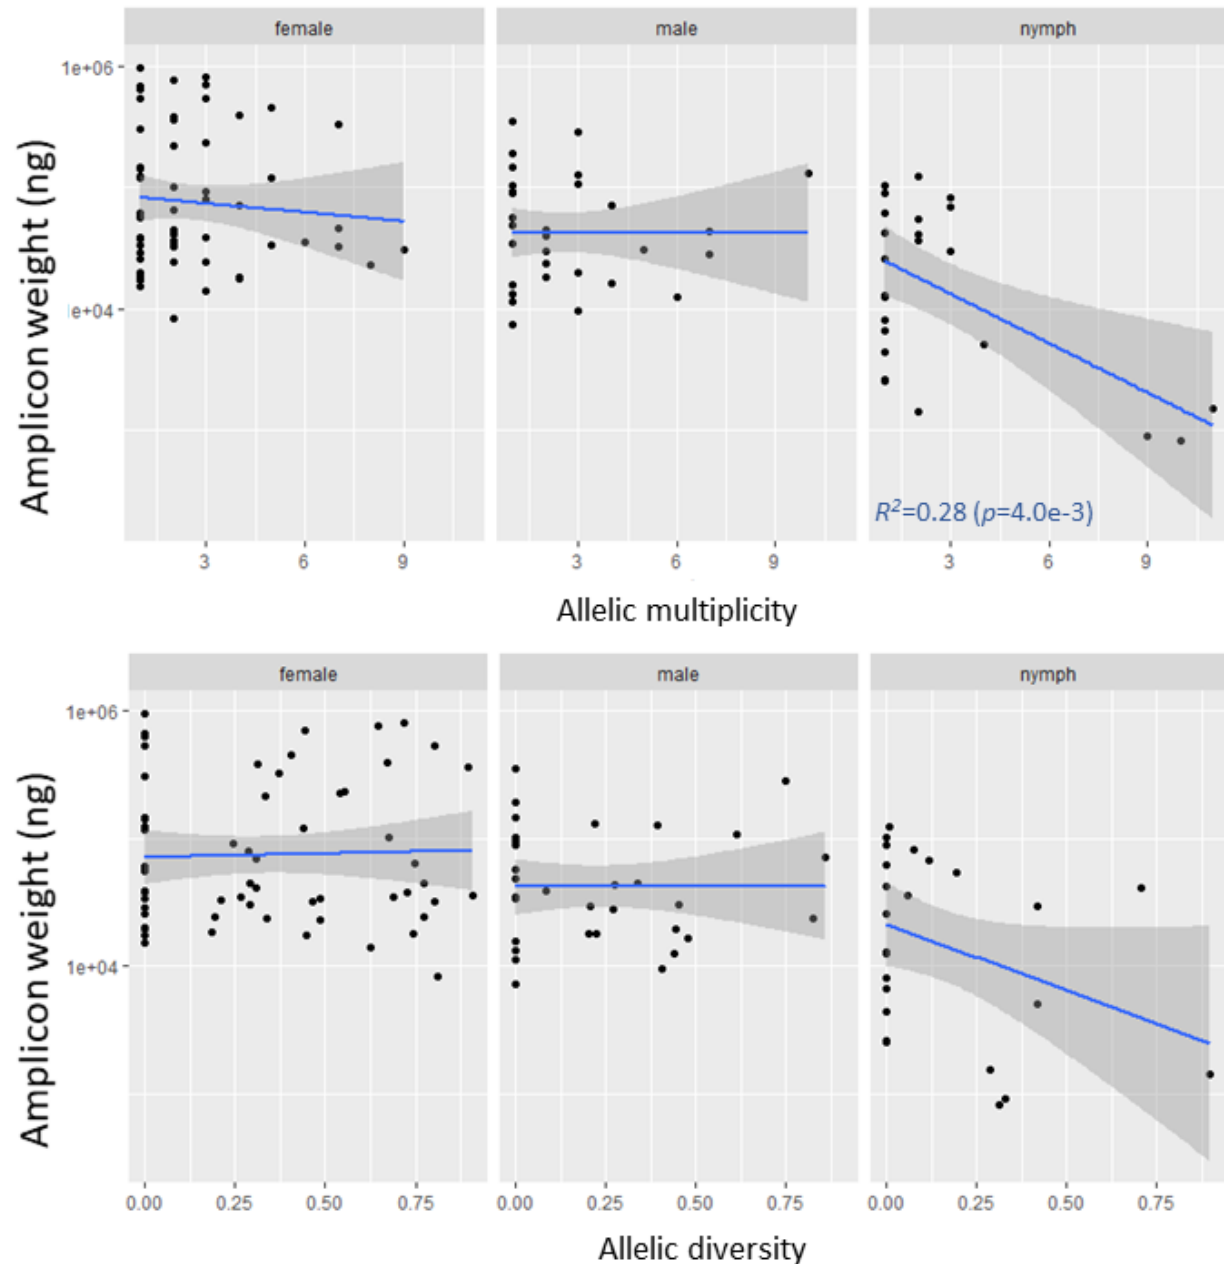 female male nymph
1e+06
Amplicon weight (ng)
le+04
R²=0.28 (p=4.0e-3)
3 6 9 3 6 9 3 6 9
Allelic multiplicity
female male nymph
1e+06
Amplicon weight (ng)
1e+04
0.00 0.25 0.50 0.75 0.00 0.25 0.50 0.75 0.00 0.25 0.50 0.75
Allelic diversity